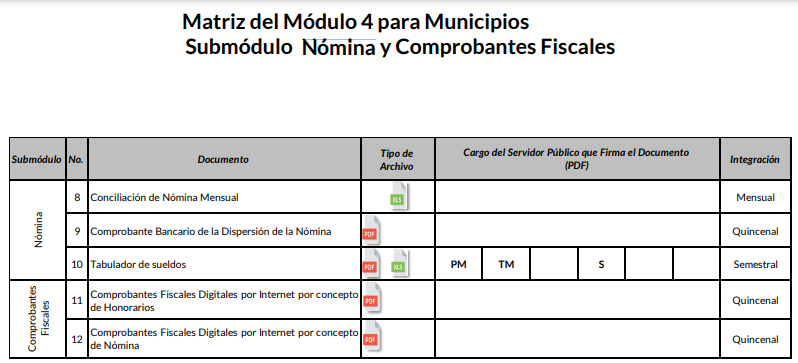 Matriz del Módulo 4 para Municipios
Submódulo Nómina y Comprobantes Fiscales
Submódulo No. Documento Tipo de Archivo Cargo del Servidor Público que Firma el Documento (PDF) Integración
Nómina
8 Conciliación de Nómina Mensual XLS Mensual
9 Comprobante Bancario de la Dispersión de la Nómina PDF Quincenal
10 Tabulador de sueldos PDF XLS PM TM S Semestral
Comprobantes Fiscales
11 Comprobantes Fiscales Digitales por Internet por concepto de Honorarios PDF Quincenal
12 Comprobantes Fiscales Digitales por Internet por concepto de Nómina PDF Quincenal